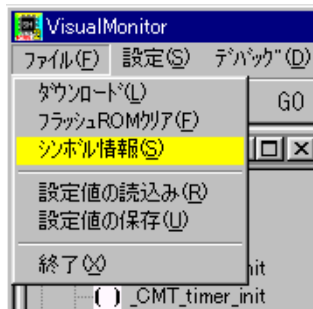 VisualMonitor
ﾌｧｲﾙ(F) 設定(S) ﾃﾞﾊﾞｯｸﾞ(D)
ﾀﾞｳﾝﾛｰﾄﾞ(L)
GO
ﾌﾗｯｼｭROMｸﾘｱ(F)
ｼﾝﾎﾞﾙ情報(S)
設定値の読込み(R)
設定値の保存(U)
終了(X)
nit
_CMT_timer_init